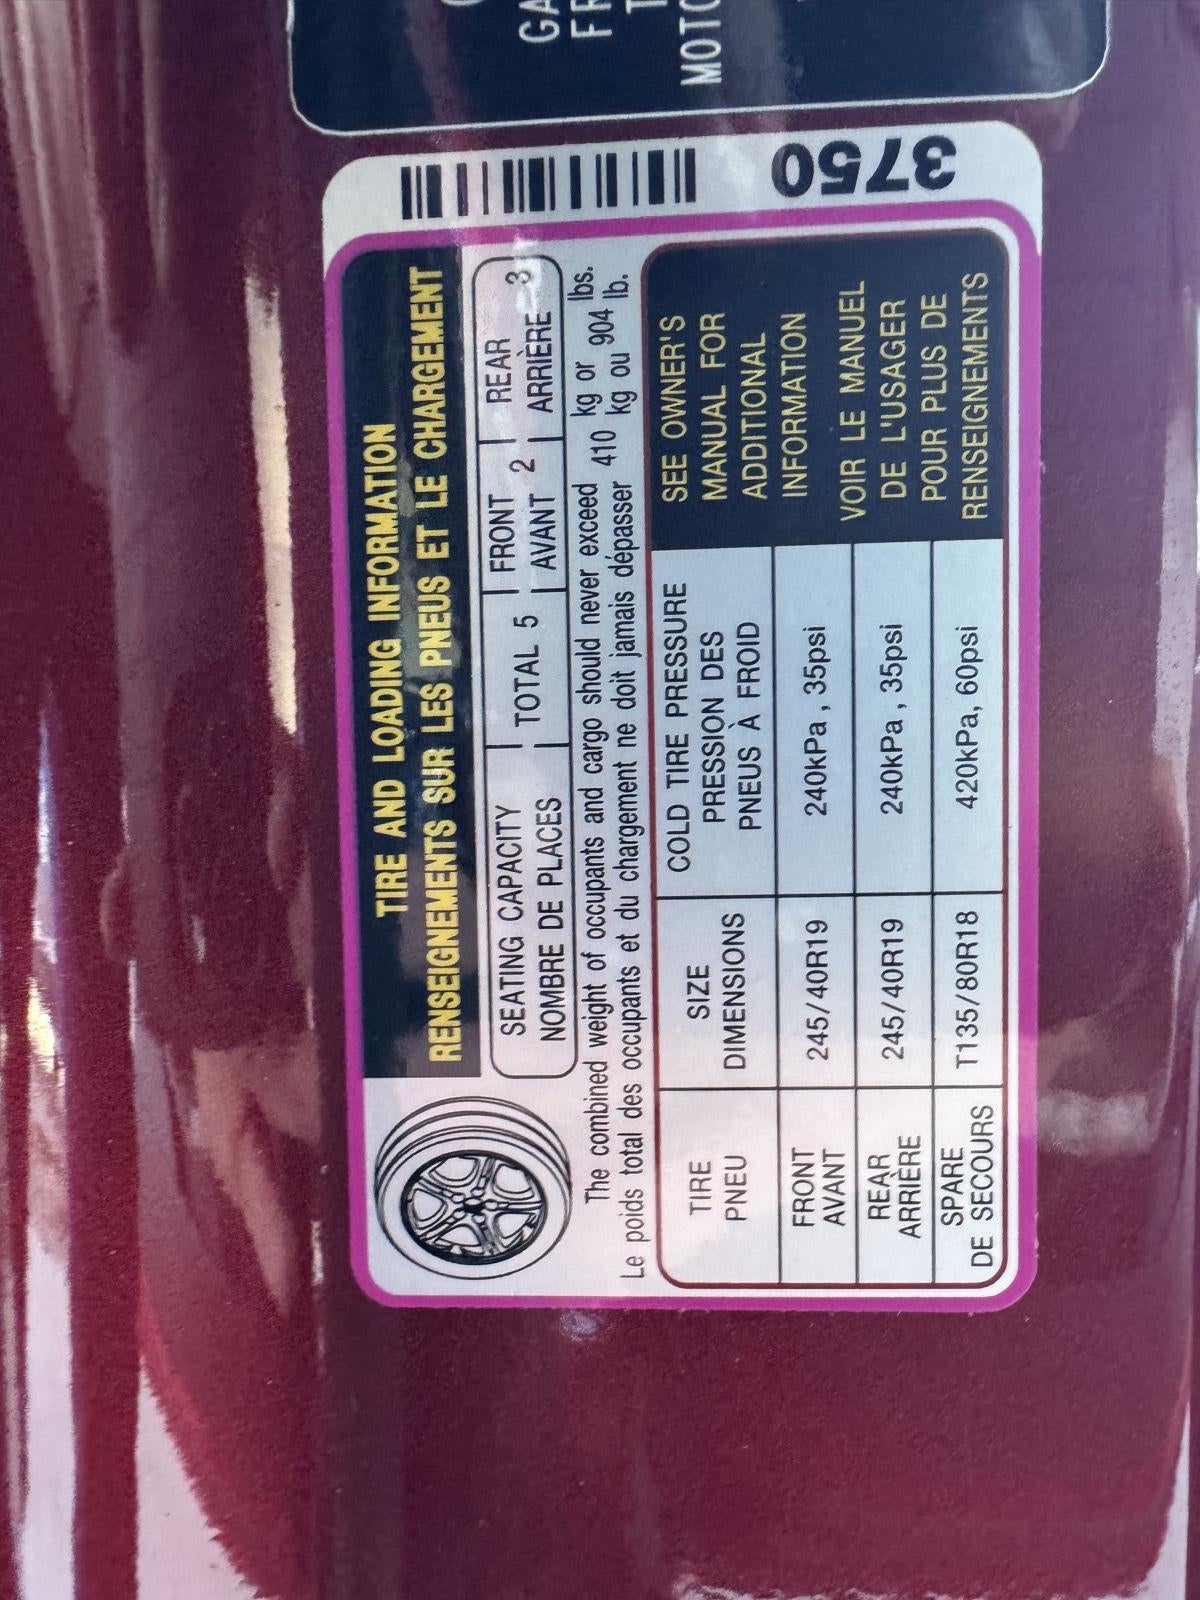 TIRE AND LOADING INFORMATION
RENSEIGNEMENTS SUR LES PNEUS ET LE CHARGEMENT
SEATING CAPACITY
NOMBRE DE PLACES
TOTAL 5
FRONT
AVANT 2
REAR
ARRIÈRE 3
The combined weight of occupants and cargo should never exceed 410 kg or 904 lbs.
Le poids total des occupants et du chargement ne doit jamais dépasser 410 kg ou 904 lb.
TIRE
PNEU
SIZE
DIMENSIONS
COLD TIRE PRESSURE
PRESSION DES
PNEUS À FROID
FRONT
AVANT
245/40R19
240kPa , 35psi
REAR
ARRIÈRE
245/40R19
240kPa , 35psi
SPARE
DE SECOURS
T135/80R18
420kPa, 60psi
SEE OWNER'S
MANUAL FOR
ADDITIONAL
INFORMATION
VOIR LE MANUEL
DE L'USAGER
POUR PLUS DE
RENSEIGNEMENTS
3750